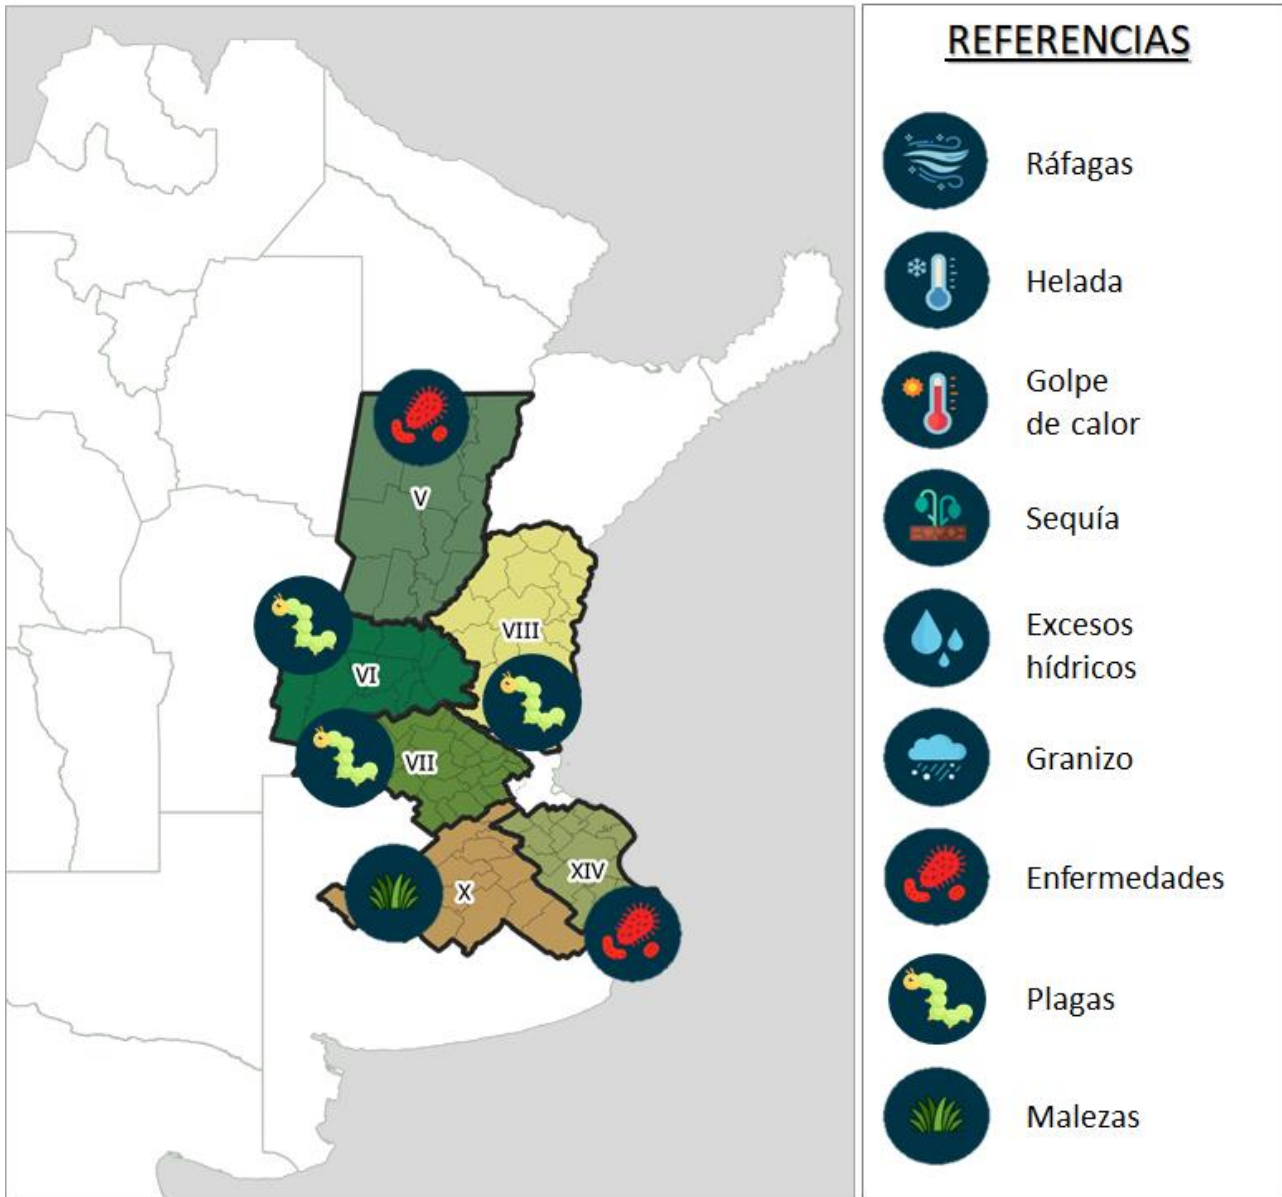 REFERENCIAS
Ráfagas
Helada
Golpe
de calor
Sequía
Excesos
hídricos
Granizo
Enfermedades
Plagas
Malezas
V
VIII
VI
VII
XIV
X